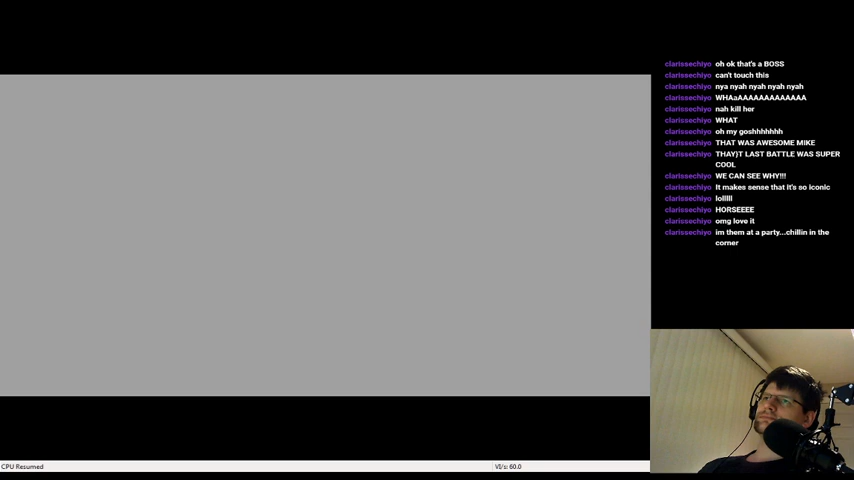 clarissechiyo oh ok that's a BOSS
clarissechiyo can't touch this
clarissechiyo nya nyah nyah nyah nyah
clarissechiyo WHAaAAAAAAAAAAAAA
clarissechiyo nah kill her
clarissechiyo WHAT
clarissechiyo oh my goshhhhhhh
clarissechiyo THAT WAS AWESOME MIKE
clarissechiyo THAY}T LAST BATTLE WAS SUPER
COOL
clarissechiyo WE CAN SEE WHY!!!
clarissechiyo It makes sense that it's so iconic
clarissechiyo lolllll
clarissechiyo HORSEEEE
clarissechiyo omg love it
clarissechiyo im them at a party...chillin in the
corner
CPU Resumed VI/s: 60.0